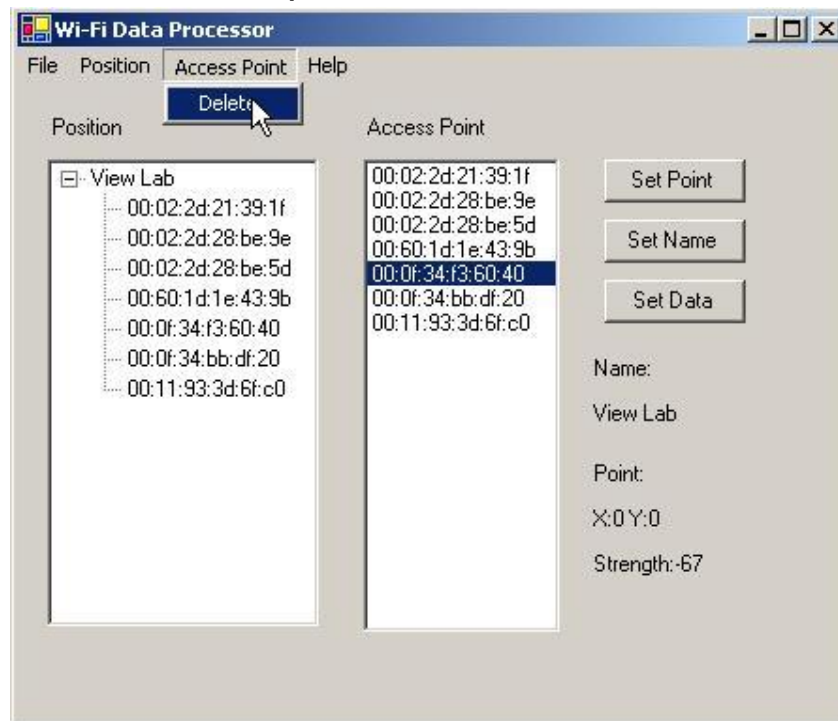 Wi-Fi Data Processor
File Position Access Point Help
Delete
Position
Access Point
View Lab
00:02:2d:21:39:1f
00:02:2d:28:be:9e
00:02:2d:28:be:5d
00:60:1d:1e:43:9b
00:0f:34:f3:60:40
00:0f:34:bb:df:20
00:11:93:3d:6f:c0
00:02:2d:21:39:1f
00:02:2d:28:be:9e
00:02:2d:28:be:5d
00:60:1d:1e:43:9b
00:0f:34:f3:60:40
00:0f:34:bb:df:20
00:11:93:3d:6f:c0
Set Point
Set Name
Set Data
Name:
View Lab
Point:
X:0 Y:0
Strength:-67